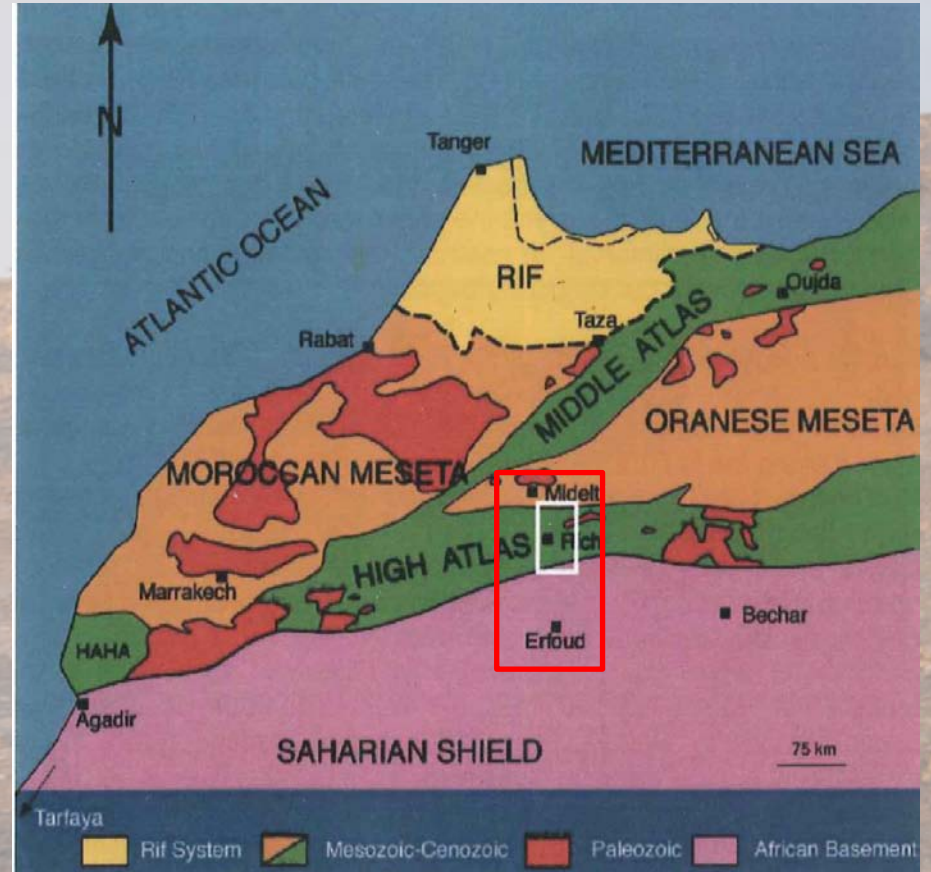 N
Tanger
MEDITERRANEAN SEA
ATLANTIC OCEAN
RIF
Oujda
Taza
Rabat
MIDDLE ATLAS
ORANESE MESETA
MOROCCAN MESETA
Midelt
Rich
HIGH ATLAS
Marrakech
Bechar
Erfoud
HAHA
Agadir
SAHARIAN SHIELD
75 km
Tarfaya
Rif System Mesozoic-Cenozoic Paleozoic African Basement